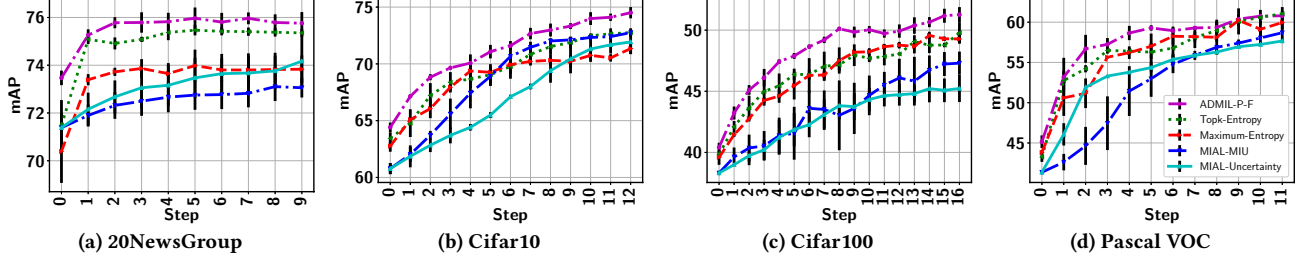 76
74
72
70
mAP
0 1 2 3 4 5 6 7 8 9
Step
(a) 20NewsGroup
75
70
65
60
mAP
0 1 2 3 4 5 6 7 8 9 10 11 12
Step
(b) Cifar10
50
45
40
mAP
0 1 2 3 4 5 6 7 8 9 10 11 12 13 14 15 16
Step
(c) Cifar100
60
55
50
45
mAP
ADMIL-P-F
Topk-Entropy
Maximum-Entropy
MIAL-MIU
MIAL-Uncertainty
0 1 2 3 4 5 6 7 8 9 10 11
Step
(d) Pascal VOC